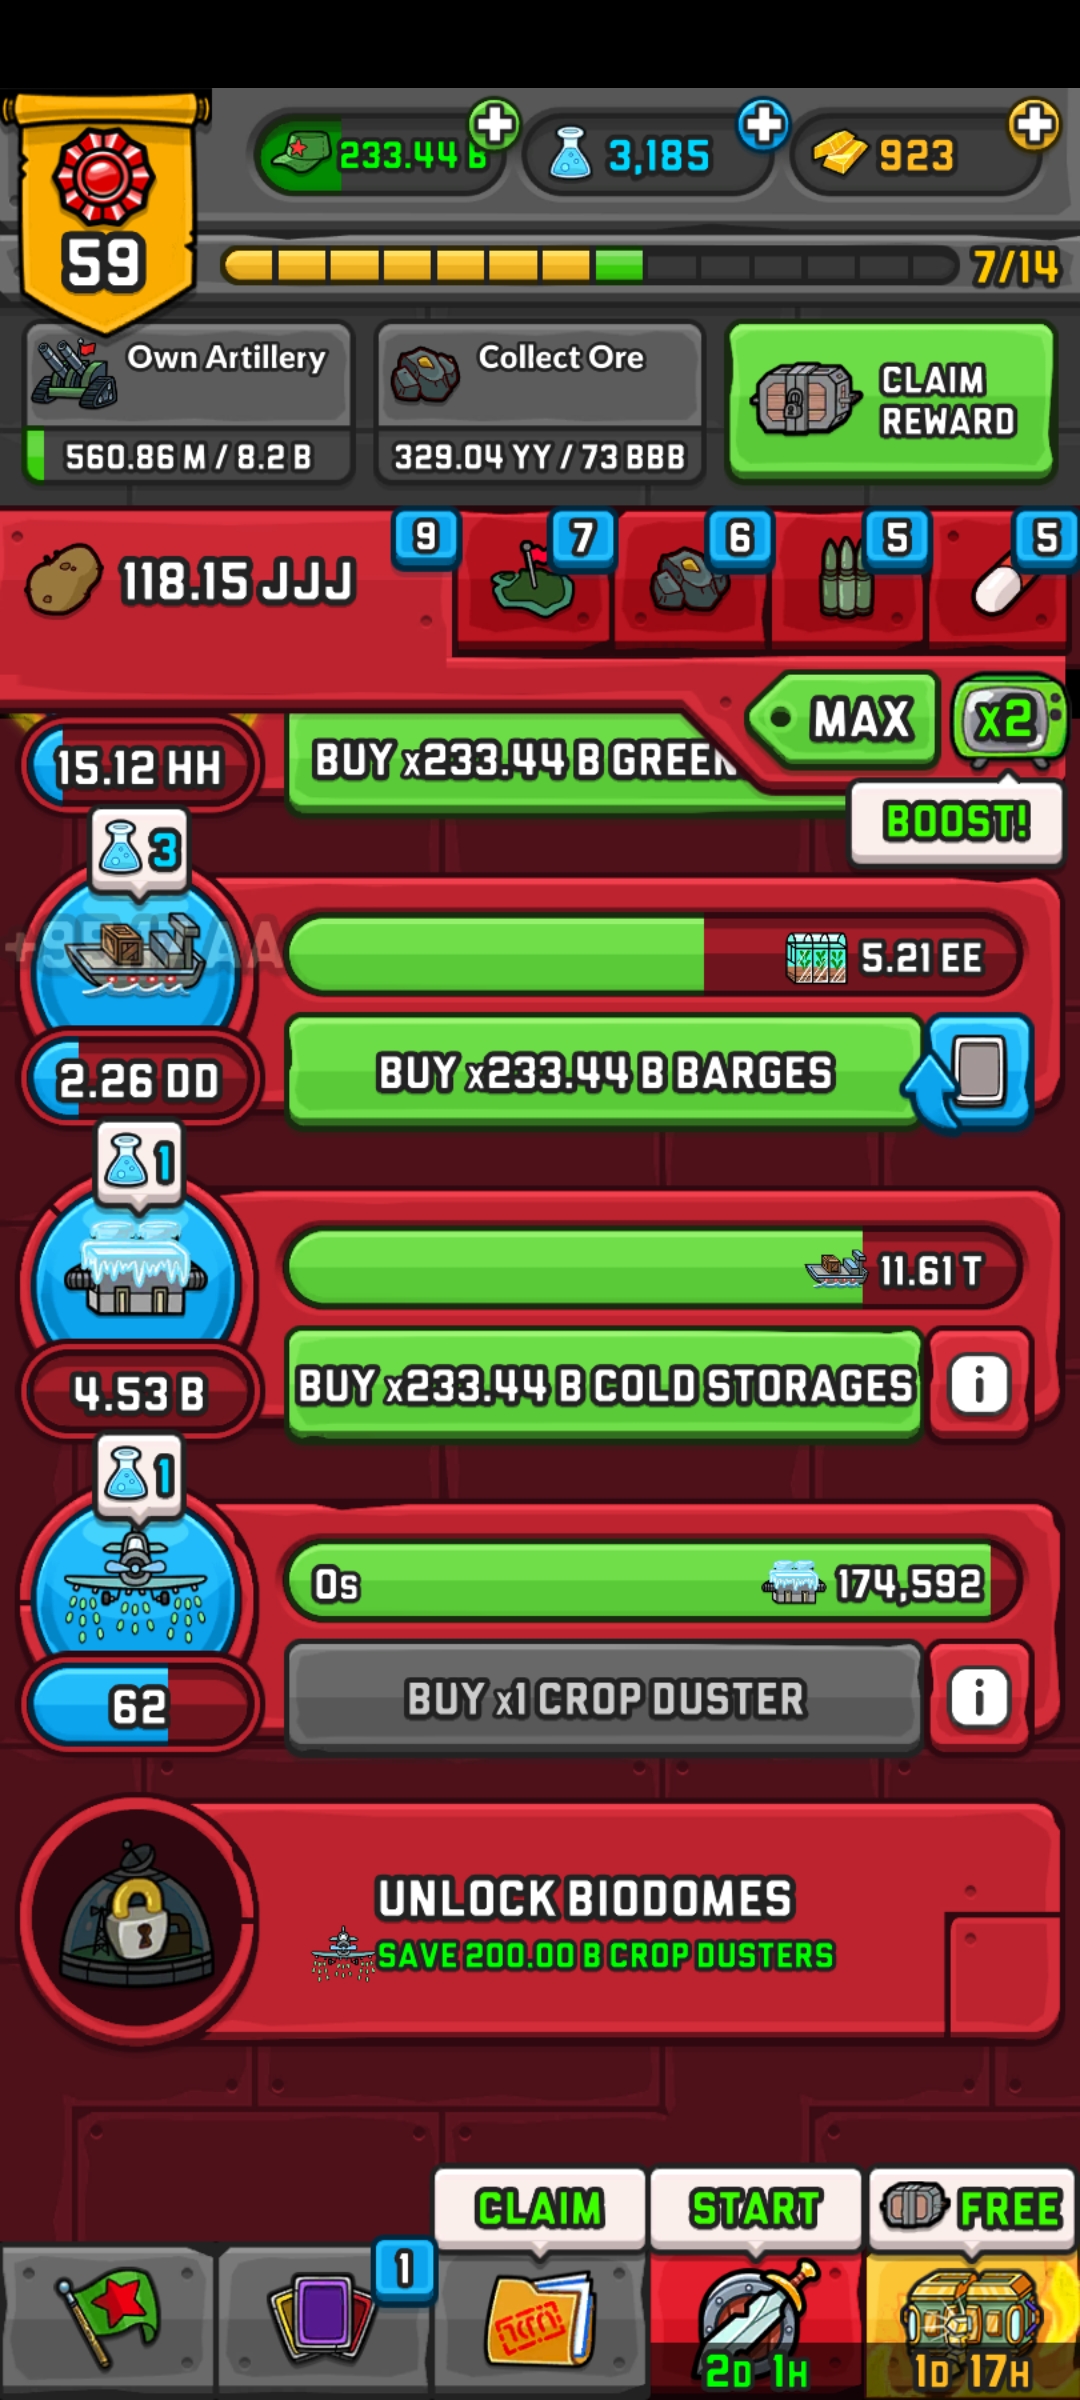 233.44 B
3,185
923
59
7/14
Own Artillery
560.86 M / 8.2 B
Collect Ore
329.04 YY / 73 BBB
CLAIM
REWARD
118.15 JJJ
9
7
6
5
5
MAX
x2
BOOST!
15.12 HH
BUY x233.44 B GREEN
3
5.21 EE
2.26 DD
BUY x233.44 B BARGES
1
11.61 T
4.53 B
BUY x233.44 B COLD STORAGES
i
1
0s
174,592
62
BUY x1 CROP DUSTER
i
UNLOCK BIODOMES
SAVE 200.00 B CROP DUSTERS
CLAIM
START
FREE
1
2D 1H
1D 17H